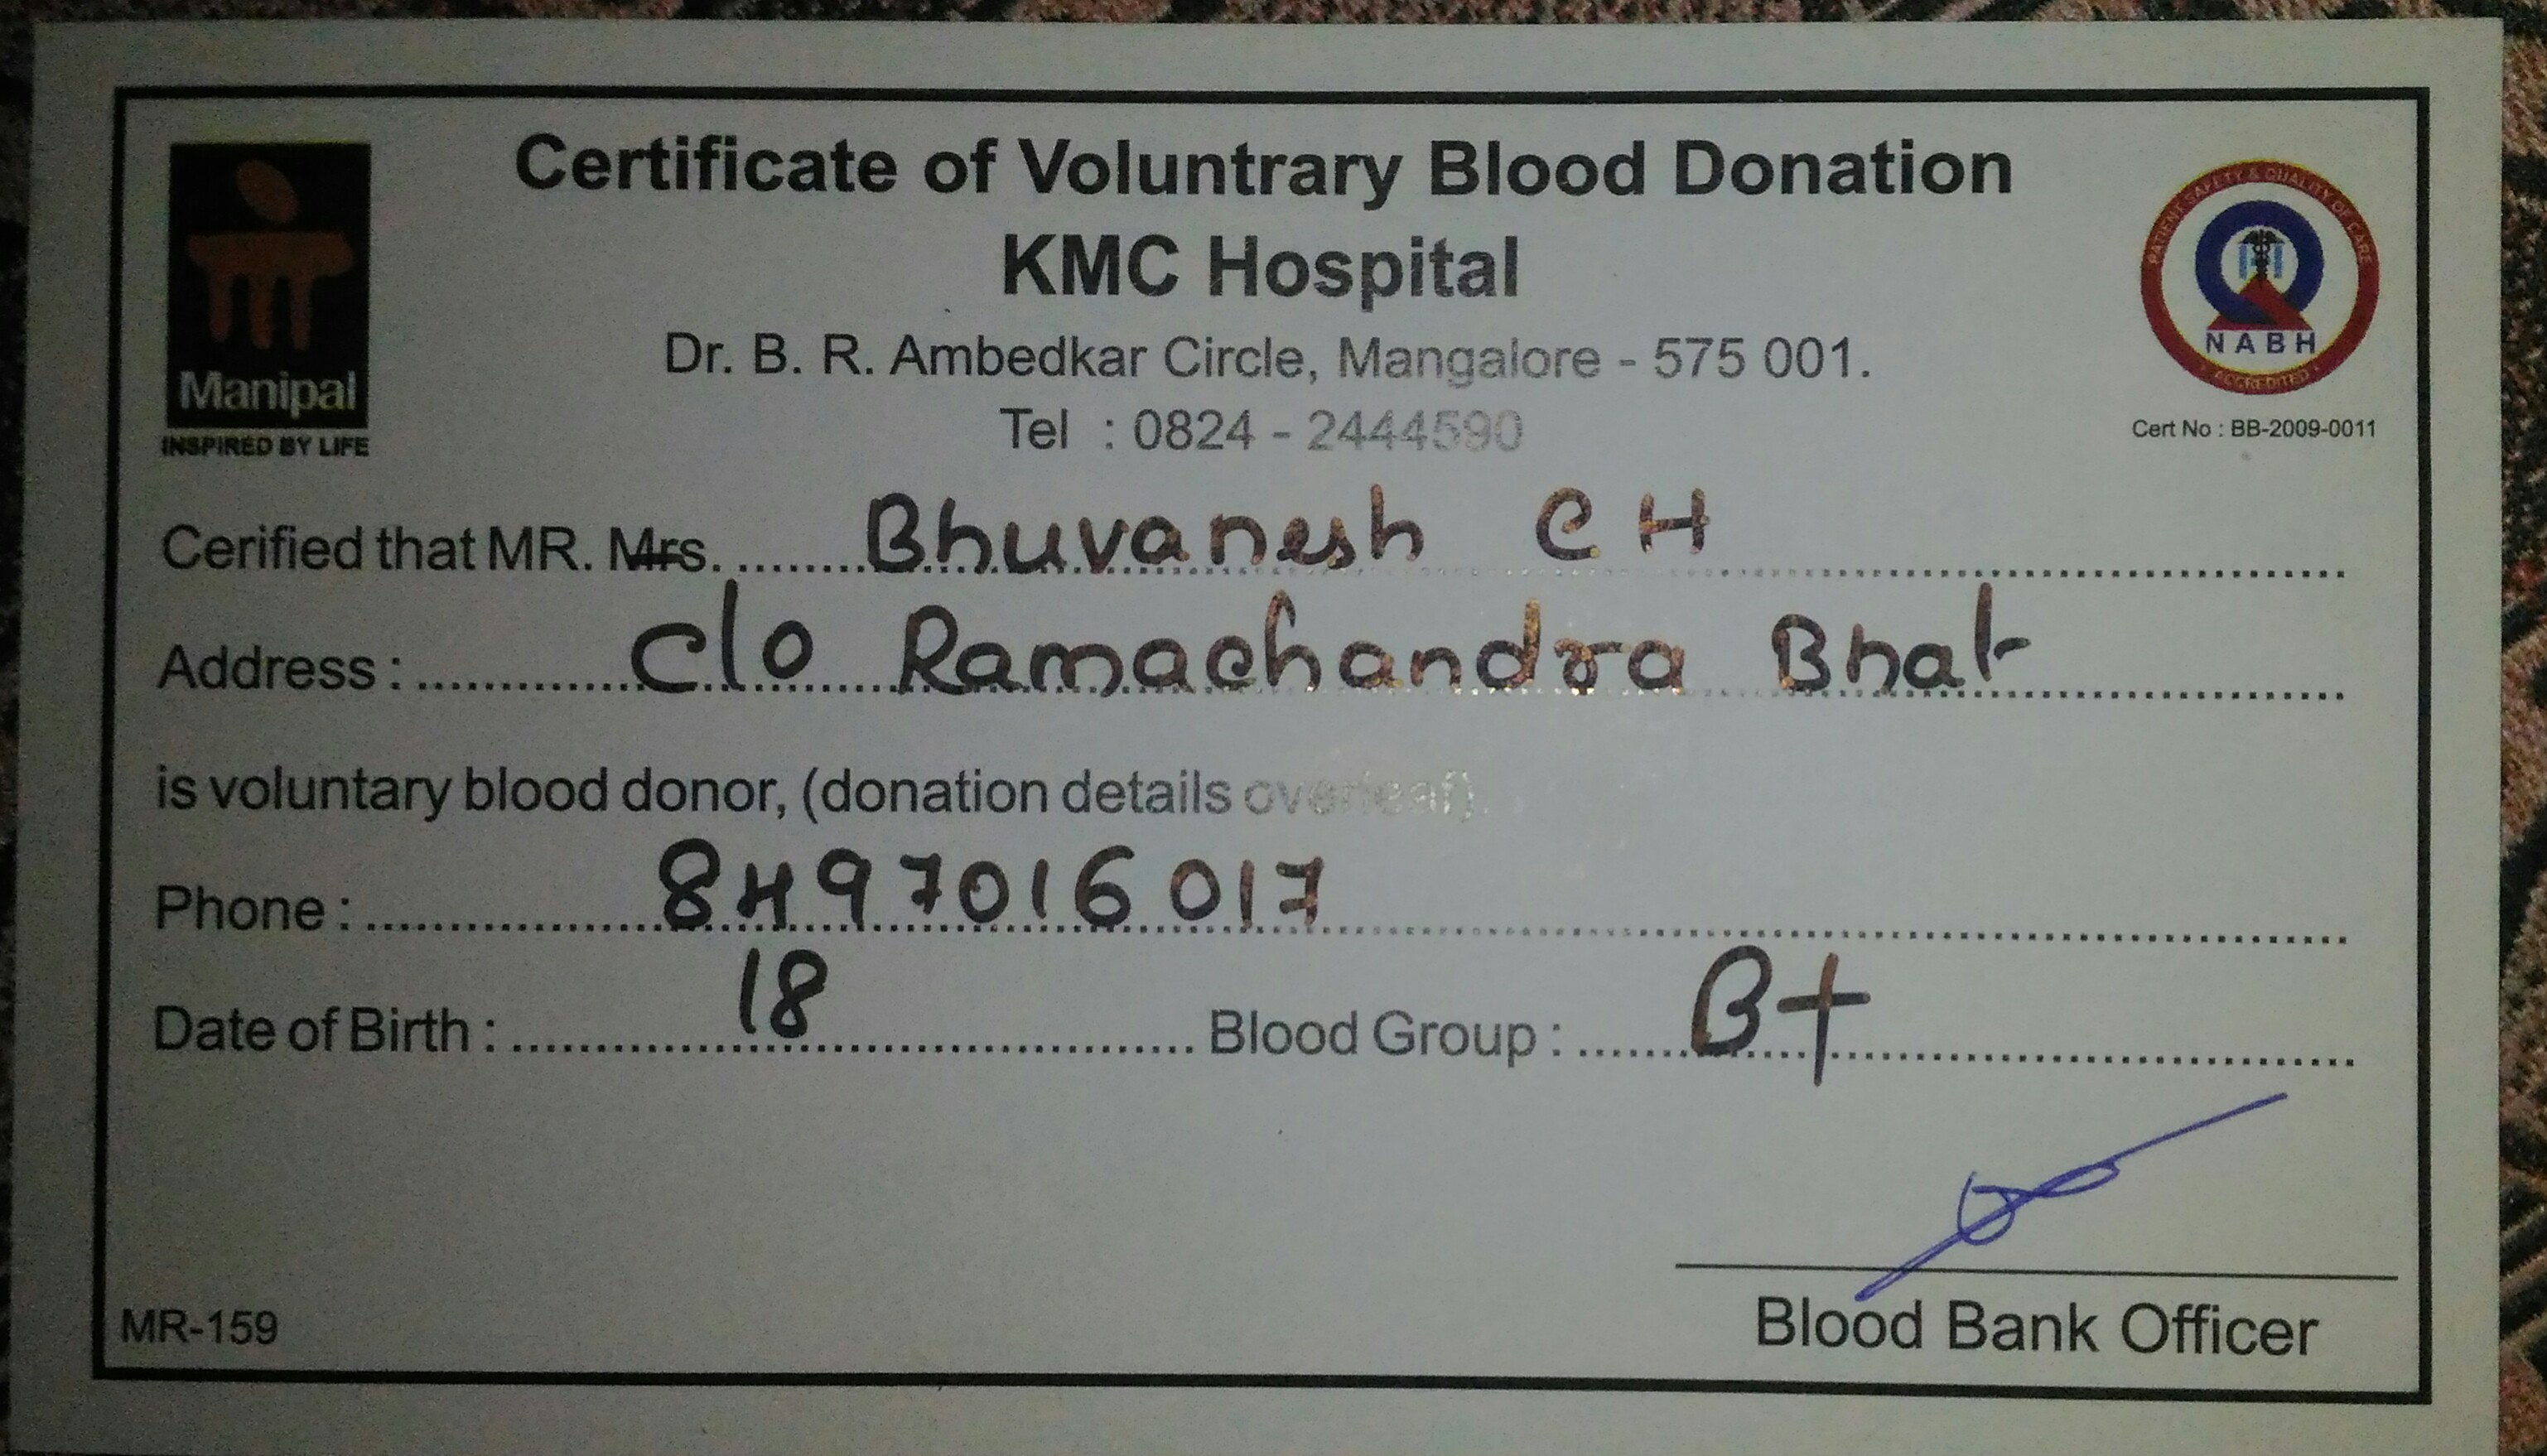 Certificate of Voluntrary Blood Donation
KMC Hospital
Dr. B. R. Ambedkar Circle, Mangalore - 575 001.
Tel : 0824 - 2444590
Manipal
INSPIRED BY LIFE
PATIENT SAFETY & QUALITY OF CARE
NABH
ACCREDITED
Cert No : BB-2009-0011
Cerified that MR. Mrs. Bhuvanesh C H
Address : C/o Ramachandra Bhat
is voluntary blood donor, (donation details overleaf).
Phone : 8497016017
Date of Birth : 18 Blood Group : B+
Blood Bank Officer
MR-159